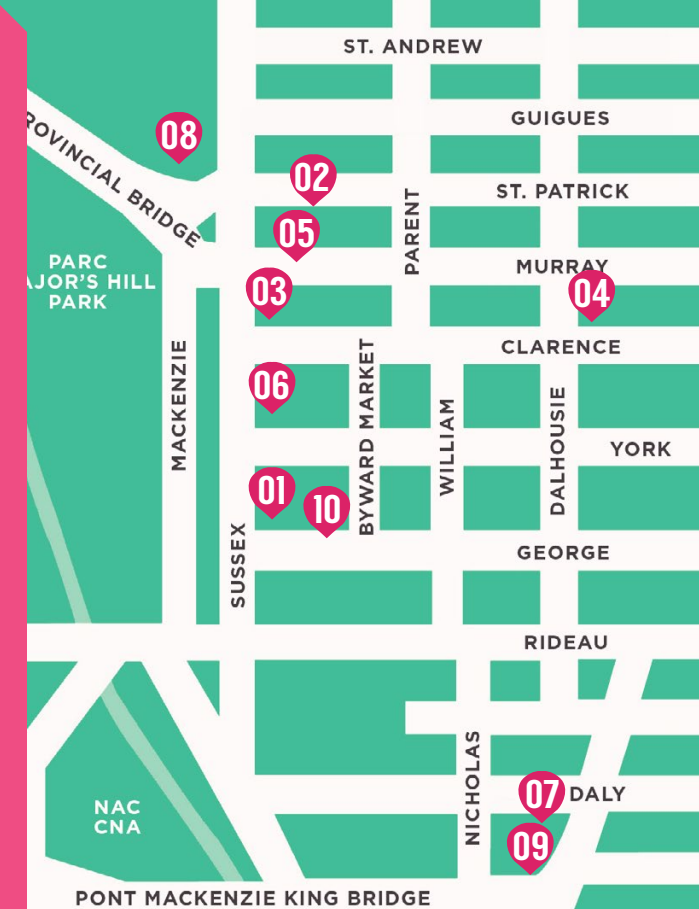 ST. ANDREW
GUIGUES
08
ROVINCIAL BRIDGE
02
ST. PATRICK
PARENT
05
MURRAY
PARC
AJOR'S HILL
PARK
03
04
CLARENCE
MACKENZIE
06
BYWARD MARKET
WILLIAM
DALHOUSIE
YORK
01
10
SUSSEX
GEORGE
RIDEAU
NICHOLAS
07
DALY
NAC
CNA
09
PONT MACKENZIE KING BRIDGE